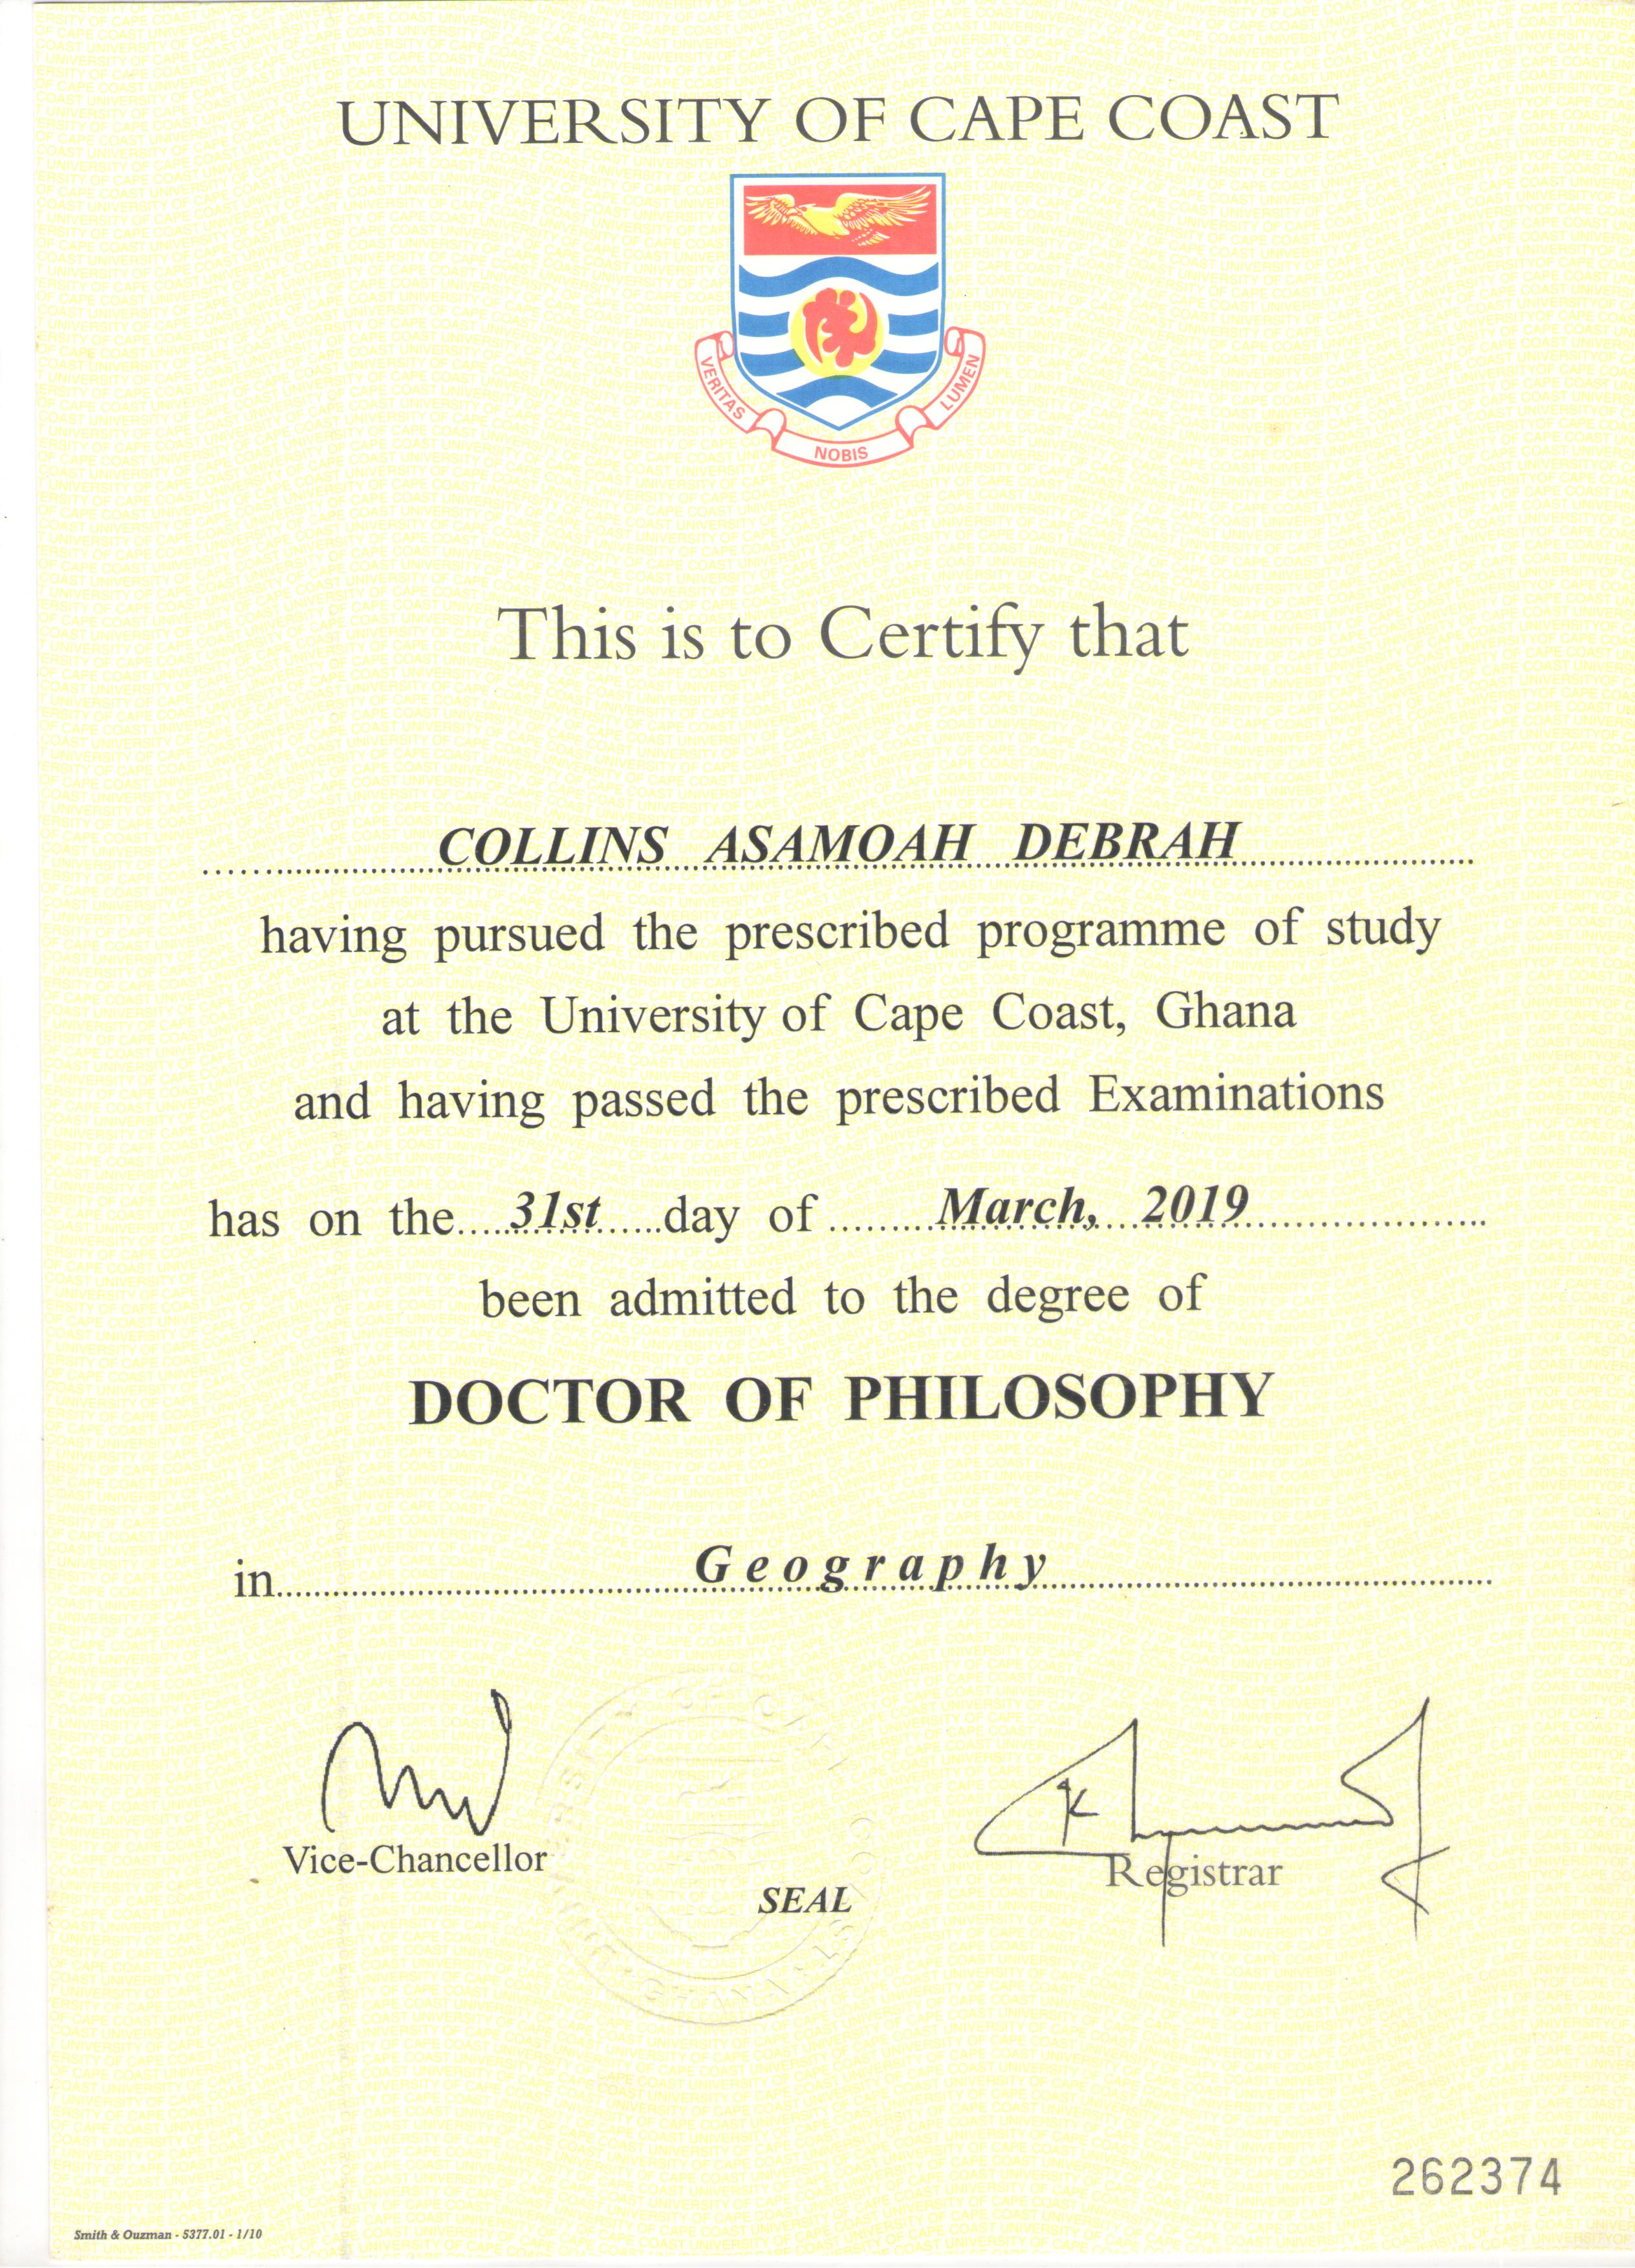 UNIVERSITY OF CAPE COAST
VERITAS
NOBIS
LUMEN
This is to Certify that
COLLINS ASAMOAH DEBRAH
having pursued the prescribed programme of study
at the University of Cape Coast, Ghana
and having passed the prescribed Examinations
has on the 31st day of March, 2019
been admitted to the degree of
DOCTOR OF PHILOSOPHY
in Geography
Vice-Chancellor
Registrar
SEAL
262374
Smith & Ouzman - 5377.01 - 1/10